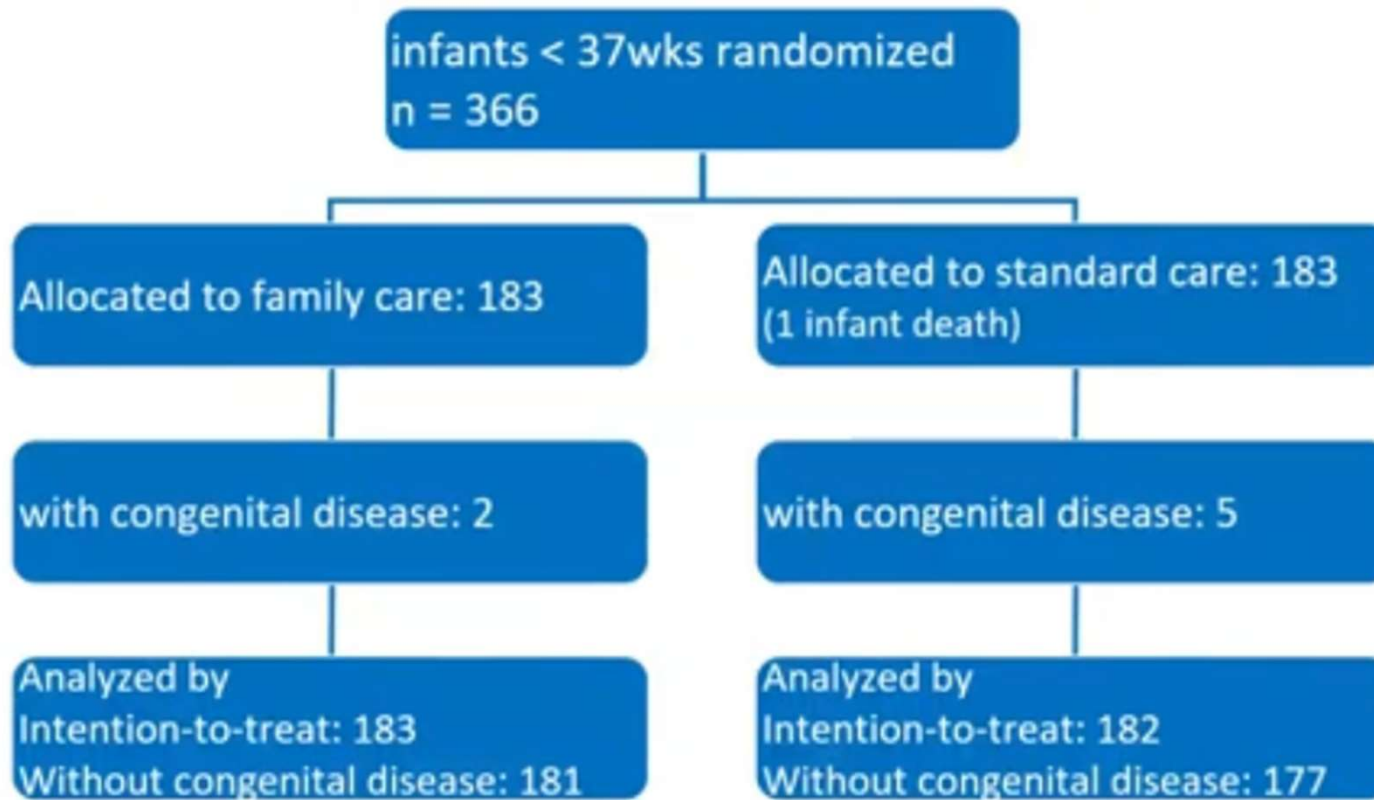 infants < 37wks randomized
n = 366
Allocated to family care: 183
Allocated to standard care: 183
(1 infant death)
with congenital disease: 2
with congenital disease: 5
Analyzed by
Intention-to-treat: 183
Without congenital disease: 181
Analyzed by
Intention-to-treat: 182
Without congenital disease: 177